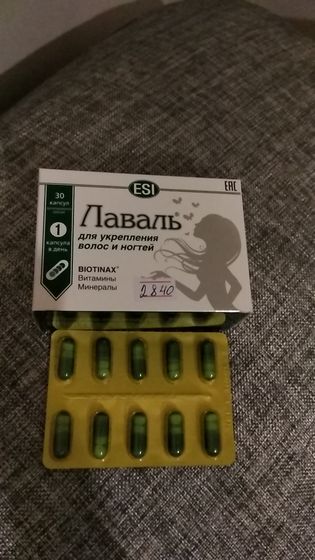 ESI
EAC
30
капсул
1
капсула
в день
Лаваль®
для укрепления
волос и ногтей
BIOTINAX®
Витамины
Минералы
2840